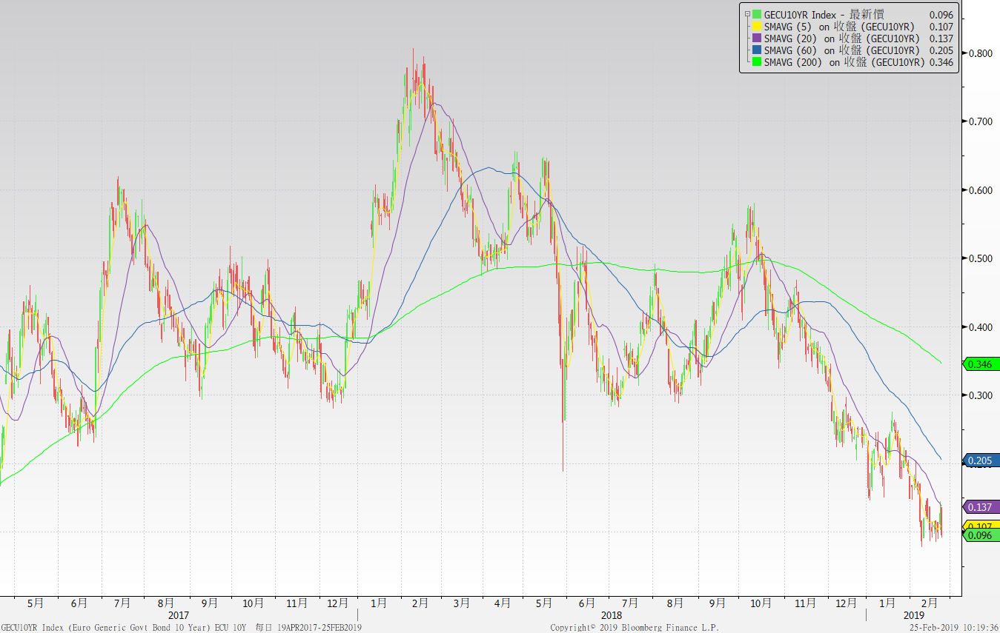 GECU10YR Index - 最新價 0.096
SMAVG (5) on 收盤 (GECU10YR) 0.107
SMAVG (20) on 收盤 (GECU10YR) 0.137
SMAVG (60) on 收盤 (GECU10YR) 0.205
SMAVG (200) on 收盤 (GECU10YR) 0.346
0.800
0.700
0.600
0.500
0.400
0.346
0.300
0.205
0.137
0.107
0.096
5月 6月 7月 8月 9月 10月 11月 12月 1月 2月 3月 4月 5月 6月 7月 8月 9月 10月 11月 12月 1月 2月
2017 2018 2019
GECU10YR Index (Euro Generic Govt Bond 10 Year) ECU 10Y 每日 19APR2017-25FEB2019 Copyright© 2019 Bloomberg Finance L.P. 25-Feb-2019 10:19:36